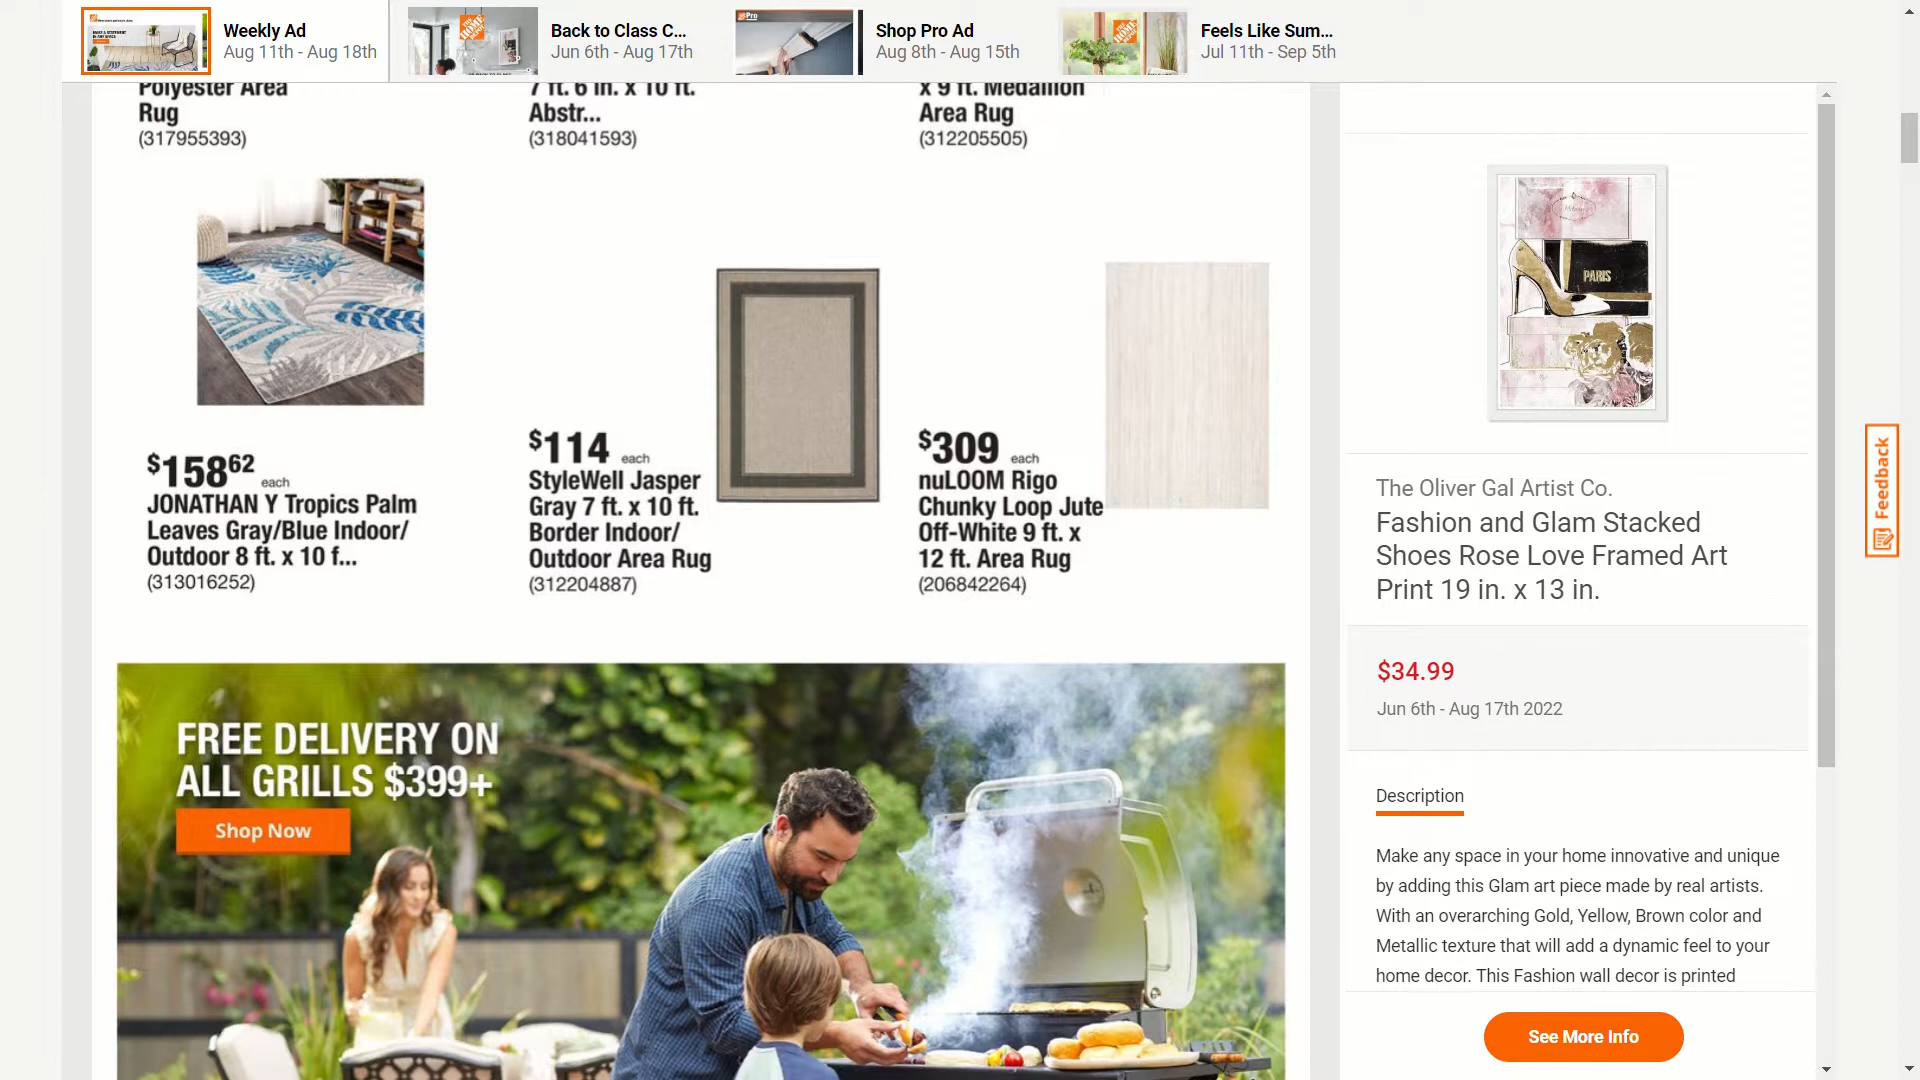 Weekly Ad
Aug 11th - Aug 18th
Back to Class C...
Jun 6th - Aug 17th
Shop Pro Ad
Aug 8th - Aug 15th
Feels Like Sum...
Jul 11th - Sep 5th
Polyester Area
Rug
(317955393)
7 ft. 6 in. x 10 ft.
Abstr...
(318041593)
x 9 ft. Medallion
Area Rug
(312205505)
$158 62 each
JONATHAN Y Tropics Palm
Leaves Gray/Blue Indoor/
Outdoor 8 ft. x 10 f...
(313016252)
$114 each
StyleWell Jasper
Gray 7 ft. x 10 ft.
Border Indoor/
Outdoor Area Rug
(312204887)
$309 each
nuLOOM Rigo
Chunky Loop Jute
Off-White 9 ft. x
12 ft. Area Rug
(206842264)
FREE DELIVERY ON
ALL GRILLS $399+
Shop Now
PARIS
The Oliver Gal Artist Co.
Fashion and Glam Stacked
Shoes Rose Love Framed Art
Print 19 in. x 13 in.
$34.99
Jun 6th - Aug 17th 2022
Description
Make any space in your home innovative and unique
by adding this Glam art piece made by real artists.
With an overarching Gold, Yellow, Brown color and
Metallic texture that will add a dynamic feel to your
home decor. This Fashion wall decor is printed
See More Info
Feedback